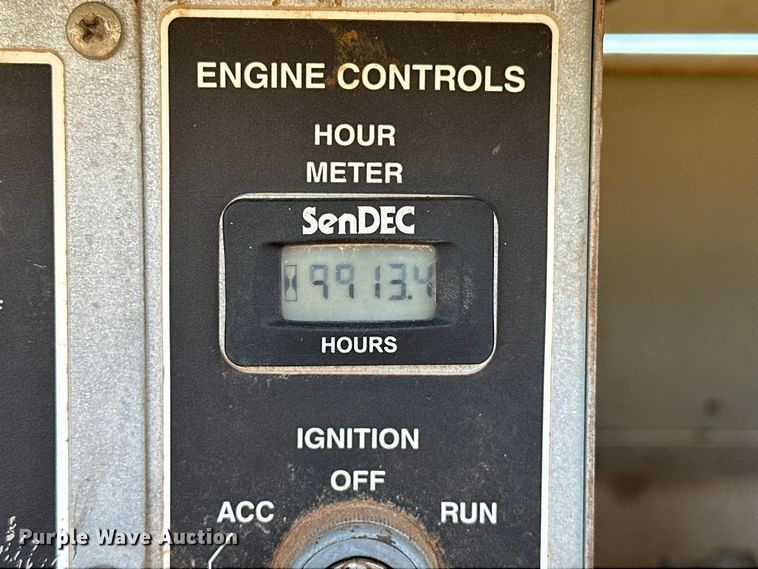 ENGINE CONTROLS
HOUR
METER
SenDEC
9913.4
HOURS
IGNITION
OFF
ACC
RUN
Purple Wave Auction